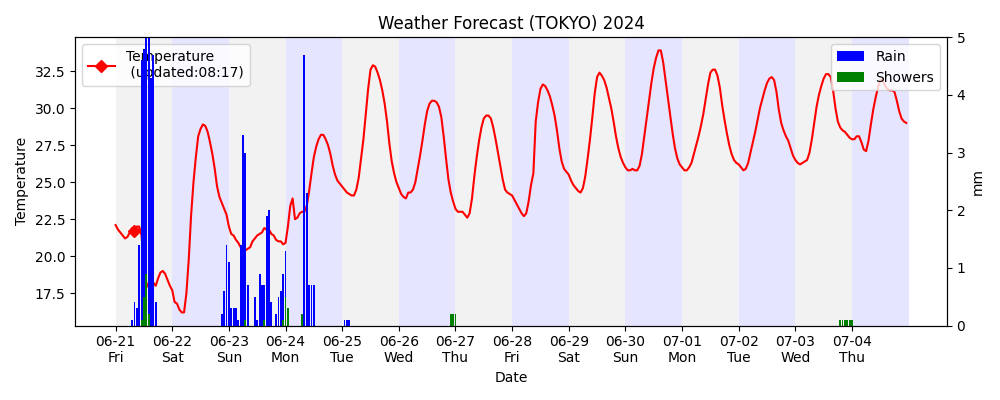 Weather Forecast (TOKYO) 2024
Temperature
(updated:08:17)
Rain
Showers
32.5
30.0
27.5
25.0
22.5
20.0
17.5
Temperature
5
4
3
2
1
0
mm
06-21 06-22 06-23 06-24 06-25 06-26 06-27 06-28 06-29 06-30 07-01 07-02 07-03 07-04
Fri Sat Sun Mon Tue Wed Thu Fri Sat Sun Mon Tue Wed Thu
Date